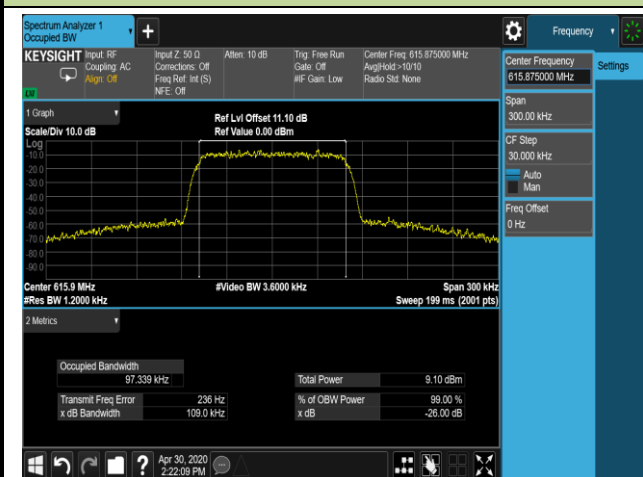 Spectrum Analyzer 1
Occupied BW
Frequency
KEYSIGHT
Input: RF
Coupling: AC
Align: Off
Input Z: 50 Ω
Corrections: Off
Freq Ref: Int (S)
NFE: Off
Atten: 10 dB
Trig: Free Run
Gate: Off
#IF Gain: Low
Center Freq: 615.875000 MHz
Avg|Hold:>10/10
Radio Std: None
Center Frequency
615.875000 MHz
Settings
Span
300.00 kHz
CF Step
30.000 kHz
Auto
Man
Freq Offset
0 Hz
1 Graph
Scale/Div 10.0 dB
Ref Lvl Offset 11.10 dB
Ref Value 0.00 dBm
Log
-10.0
-20.0
-30.0
-40.0
-50.0
-60.0
-70.0
-80.0
-90.0
Center 615.9 MHz
#Video BW 3.6000 kHz
Span 300 kHz
#Res BW 1.2000 kHz
Sweep 199 ms (2001 pts)
2 Metrics
Occupied Bandwidth
97.339 kHz
Total Power 9.10 dBm
Transmit Freq Error 236 Hz
% of OBW Power 99.00 %
x dB Bandwidth 109.0 kHz
x dB -26.00 dB
Apr 30, 2020
2:22:09 PM